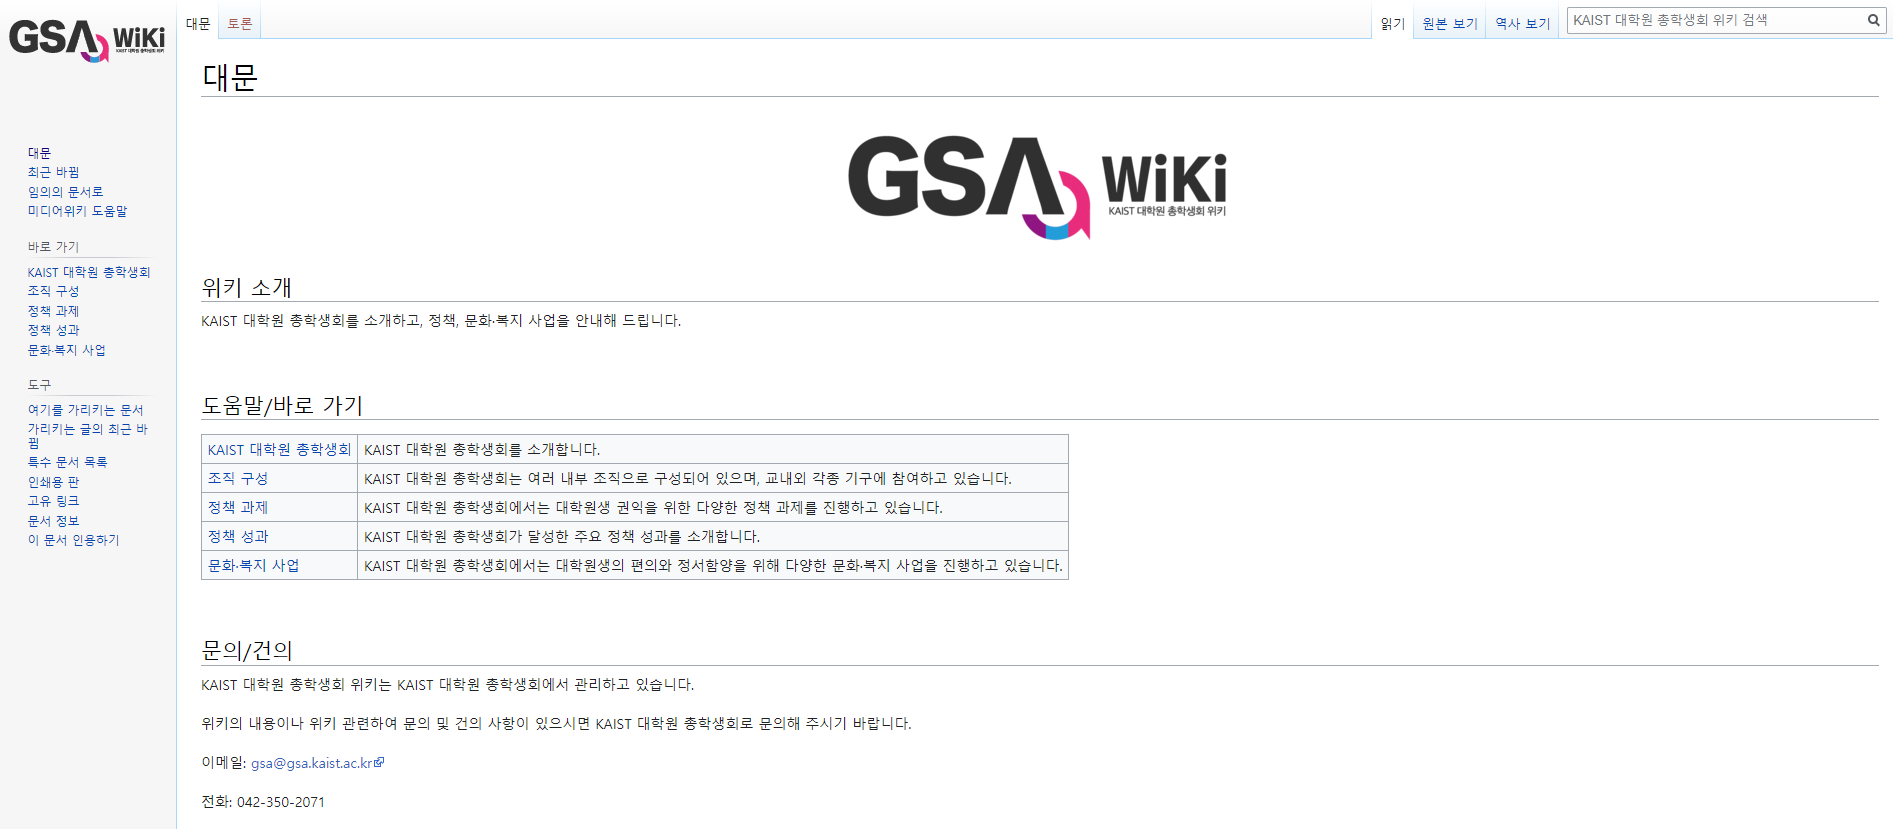 GSA WiKi
KAIST 대학원 총학생회 위키
대문
토론
읽기
원본 보기
역사 보기
KAIST 대학원 총학생회 위키 검색
대문
최근 바뀜
임의의 문서로
미디어위키 도움말
바로 가기
KAIST 대학원 총학생회
조직 구성
정책 과제
정책 성과
문화·복지 사업
도구
여기를 가리키는 문서
가리키는 글의 최근 바
뀜
특수 문서 목록
인쇄용 판
고유 링크
문서 정보
이 문서 인용하기
대문
GSA WiKi
KAIST 대학원 총학생회 위키
위키 소개
KAIST 대학원 총학생회를 소개하고, 정책, 문화·복지 사업을 안내해 드립니다.
도움말/바로 가기
KAIST 대학원 총학생회 KAIST 대학원 총학생회를 소개합니다.
조직 구성 KAIST 대학원 총학생회는 여러 내부 조직으로 구성되어 있으며, 교내외 각종 기구에 참여하고 있습니다.
정책 과제 KAIST 대학원 총학생회에서는 대학원생 권익을 위한 다양한 정책 과제를 진행하고 있습니다.
정책 성과 KAIST 대학원 총학생회가 달성한 주요 정책 성과를 소개합니다.
문화·복지 사업 KAIST 대학원 총학생회에서는 대학원생의 편의와 정서함양을 위해 다양한 문화·복지 사업을 진행하고 있습니다.
문의/건의
KAIST 대학원 총학생회 위키는 KAIST 대학원 총학생회에서 관리하고 있습니다.
위키의 내용이나 위키 관련하여 문의 및 건의 사항이 있으시면 KAIST 대학원 총학생회로 문의해 주시기 바랍니다.
이메일: gsa@gsa.kaist.ac.kr
전화: 042-350-2071